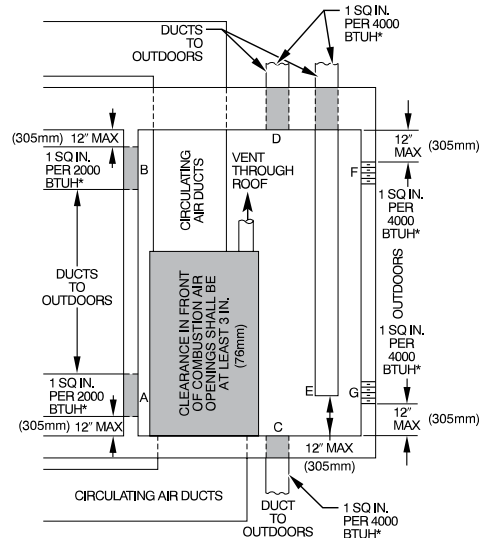 DUCTS
TO
OUTDOORS
1 SQ IN.
PER 4000
BTUH*
(305mm) 12" MAX
1 SQ IN.
PER 2000
BTUH*
DUCTS
TO
OUTDOORS
1 SQ IN.
PER 2000
BTUH*
(305mm) 12" MAX
B
A
CIRCULATING
AIR DUCTS
VENT
THROUGH
ROOF
D
CLEARANCE IN FRONT
OF COMBUSTION AIR
OPENINGS SHALL BE
AT LEAST 3 IN.
(76mm)
E
C
12" MAX
(305mm)
F
G
12"
MAX
(305mm)
1 SQ IN.
PER
4000
BTUH*
OUTDOORS
1 SQ IN.
PER
4000
BTUH*
12"
MAX
(305mm)
CIRCULATING AIR DUCTS
DUCT
TO
OUTDOORS
1 SQ IN.
PER 4000
BTUH*